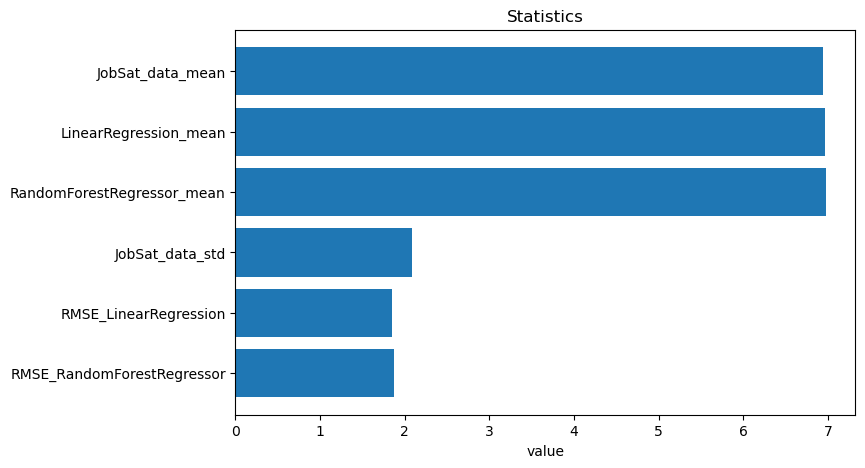 Statistics
JobSat_data_mean
LinearRegression_mean
RandomForestRegressor_mean
JobSat_data_std
RMSE_LinearRegression
RMSE_RandomForestRegressor
0 1 2 3 4 5 6 7
value